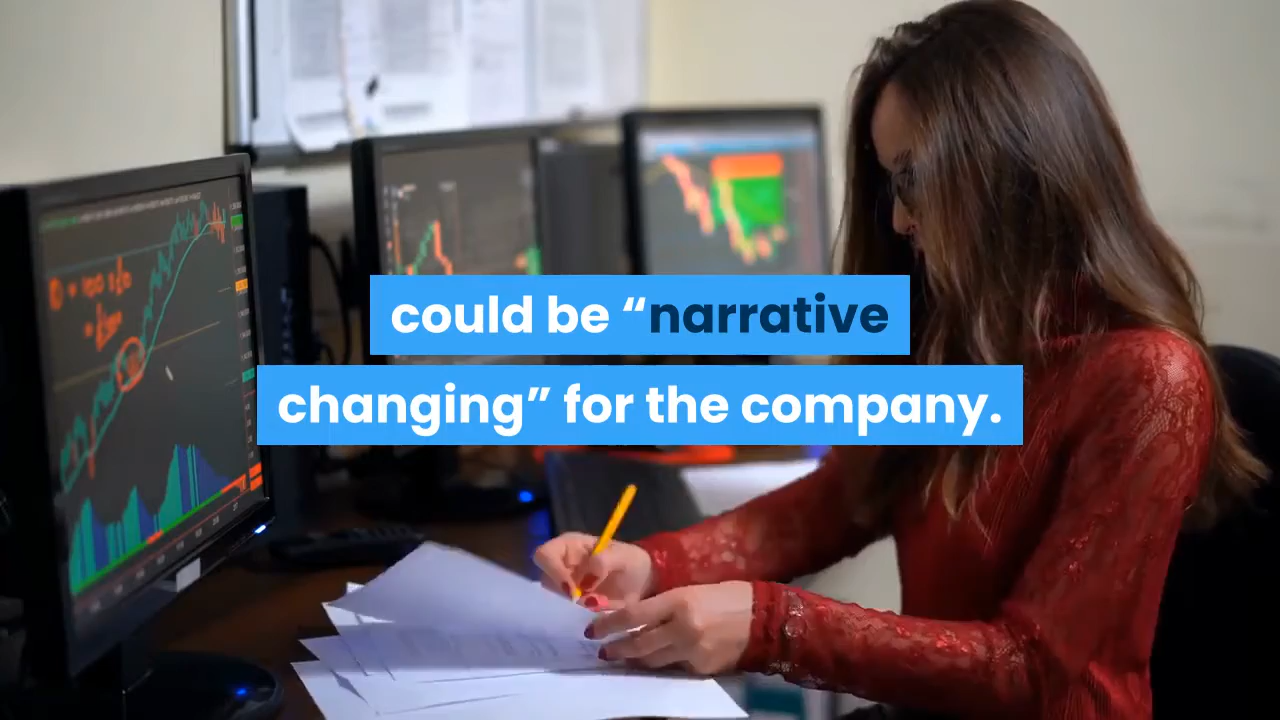 could be “narrative
changing” for the company.